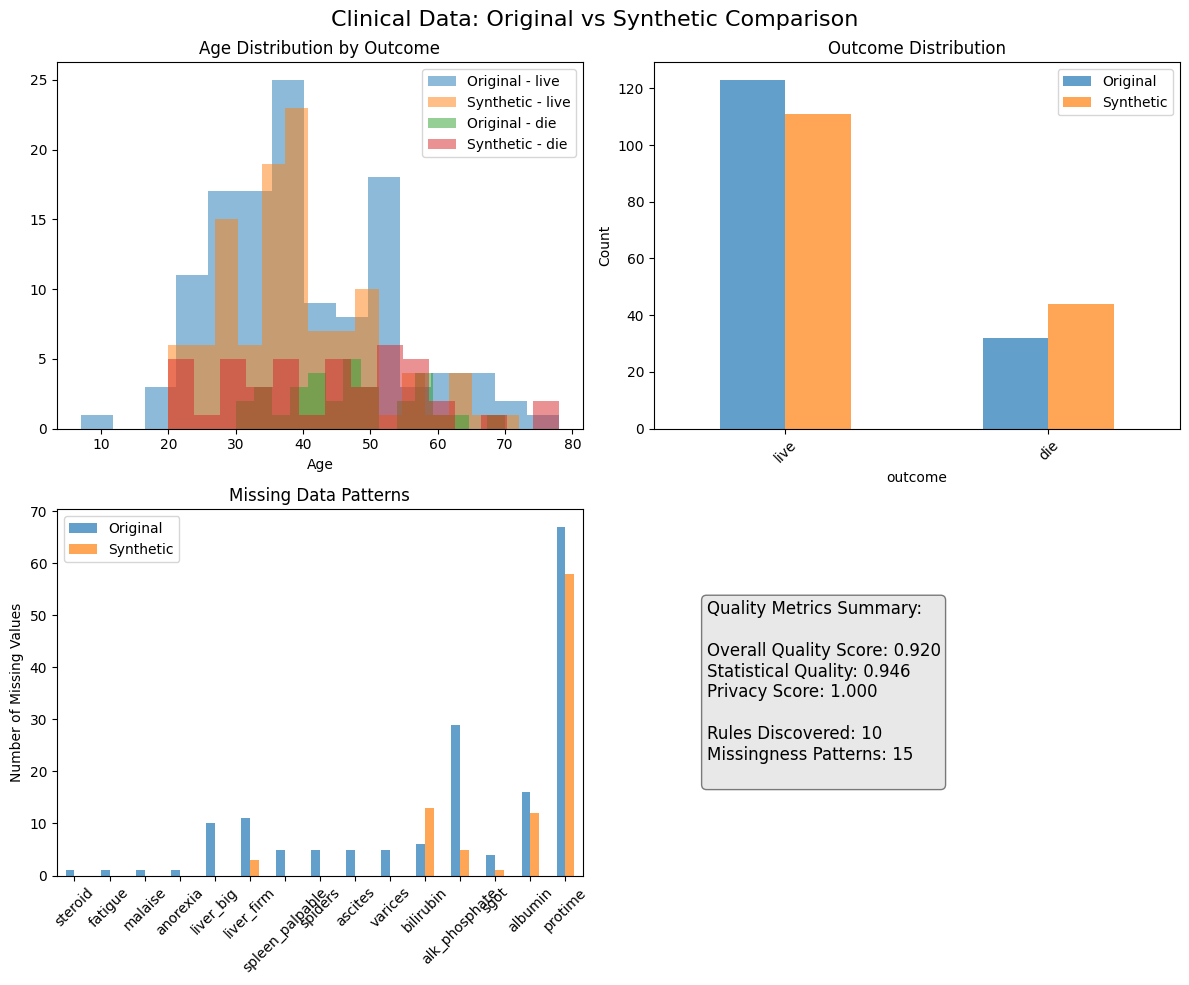 Clinical Data: Original vs Synthetic Comparison
Age Distribution by Outcome
25
20
15
10
5
0
10 20 30 40 50 60 70 80
Age
Original - live
Synthetic - live
Original - die
Synthetic - die
Outcome Distribution
Count
120
100
80
60
40
20
0
live die
outcome
Original
Synthetic
Missing Data Patterns
Number of Missing Values
70
60
50
40
30
20
10
0
Original
Synthetic
steroid
fatigue
malaise
anorexia
liver_big
liver_firm
spleen_palpable
spiders
ascites
varices
bilirubin
alk_phosphate
sgot
albumin
protime
Quality Metrics Summary:
Overall Quality Score: 0.920
Statistical Quality: 0.946
Privacy Score: 1.000
Rules Discovered: 10
Missingness Patterns: 15